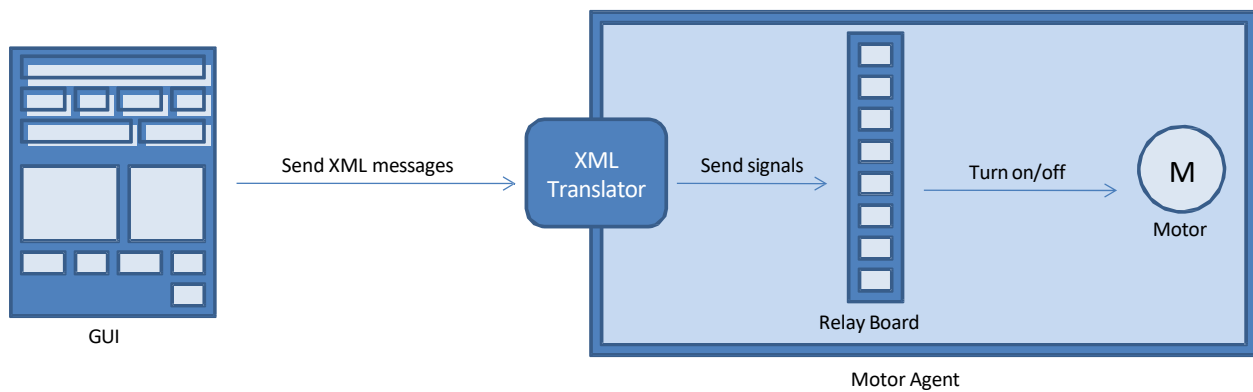 GUI
Send XML messages
XML
Translator
Send signals
Relay Board
Turn on/off
M
Motor
Motor Agent